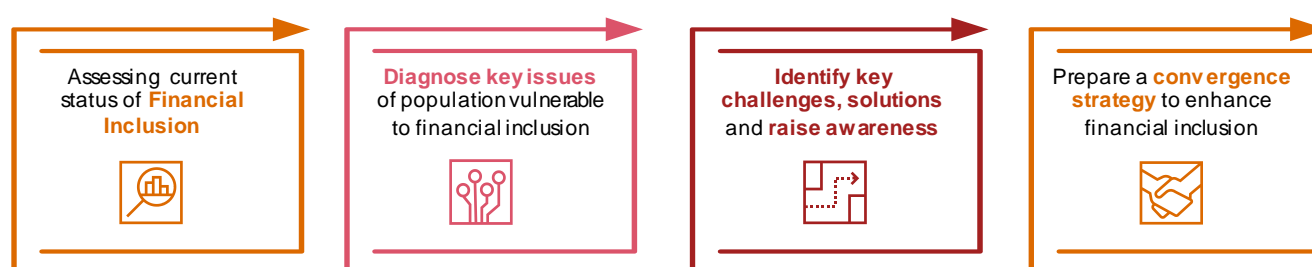 Assessing current
status of Financial
Inclusion
Diagnose key issues
of population vulnerable
to financial inclusion
Identify key
challenges, solutions
and raise awareness
Prepare a convergence
strategy to enhance
financial inclusion